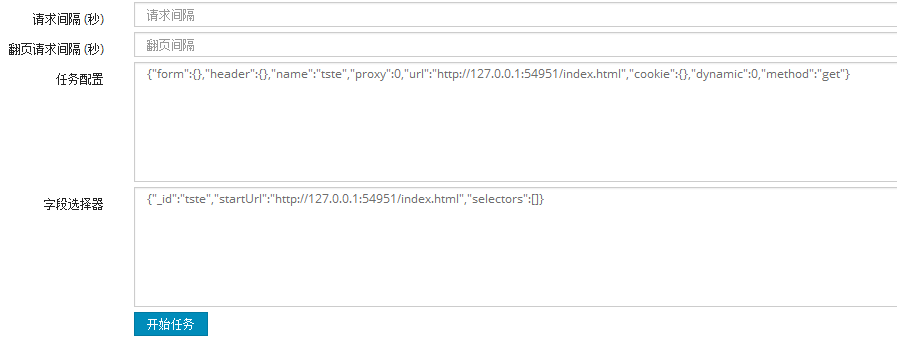 请求间隔 (秒) 请求间隔
翻页请求间隔 (秒) 翻页间隔
任务配置 {"form":{},"header":{},"name":"tste","proxy":0,"url":"http://127.0.0.1:54951/index.html","cookie":{},"dynamic":0,"method":"get"}
字段选择器 {"_id":"tste","startUrl":"http://127.0.0.1:54951/index.html","selectors":[]}
开始任务